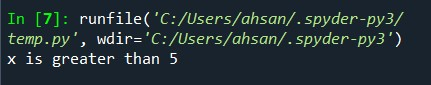 In [7]: runfile('C:/Users/ahsan/.spyder-py3/
temp.py', wdir='C:/Users/ahsan/.spyder-py3')
x is greater than 5